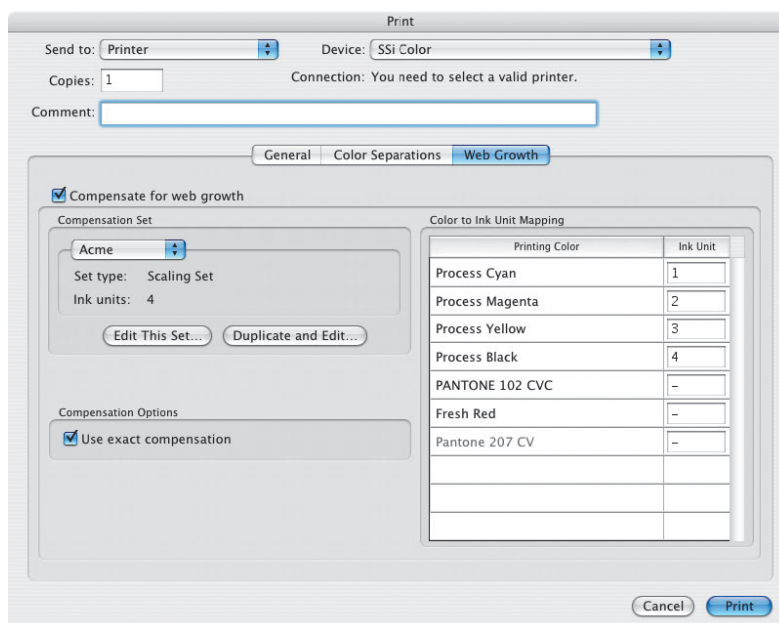 Print
Send to: Printer Device: SSi Color
Copies: 1 Connection: You need to select a valid printer.
Comment:
General Color Separations Web Growth
Compensate for web growth
Compensation Set
Acme
Set type: Scaling Set
Ink units: 4
Edit This Set... Duplicate and Edit...
Compensation Options
Use exact compensation
Color to Ink Unit Mapping
Printing Color Ink Unit
Process Cyan 1
Process Magenta 2
Process Yellow 3
Process Black 4
PANTONE 102 CVC –
Fresh Red –
Pantone 207 CV –
Cancel Print